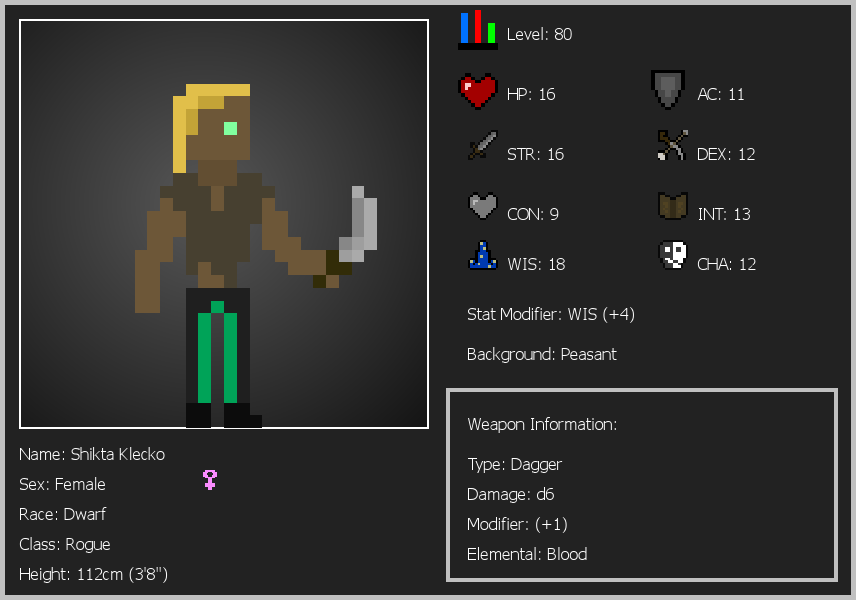 Level: 80
HP: 16
AC: 11
STR: 16
DEX: 12
CON: 9
INT: 13
WIS: 18
CHA: 12
Stat Modifier: WIS (+4)
Background: Peasant
Name: Shikta Klecko
Sex: Female
Race: Dwarf
Class: Rogue
Height: 112cm (3'8")
Weapon Information:
Type: Dagger
Damage: d6
Modifier: (+1)
Elemental: Blood